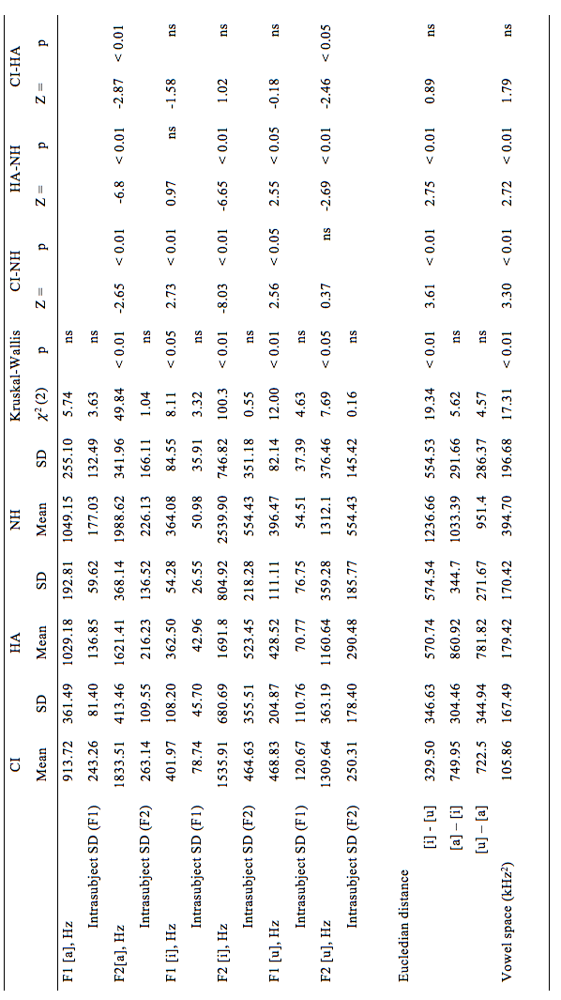 CI HA NH Kruskal-Wallis CI-NH HA-NH CI-HA
Mean SD Mean SD Mean SD χ² (2) p Z = p Z = p Z = p
F1 [a], Hz 913.72 361.49 1029.18 192.81 1049.15 255.10 5.74 ns
Intrasubject SD (F1) 243.26 81.40 136.85 59.62 177.03 132.49 3.63 ns
F2[a], Hz 1833.51 413.46 1621.41 368.14 1988.62 341.96 49.84 < 0.01 -2.65 < 0.01 -6.8 < 0.01 -2.87 < 0.01
Intrasubject SD (F2) 263.14 109.55 216.23 136.52 226.13 166.11 1.04 ns
F1 [i], Hz 401.97 108.20 362.50 54.28 364.08 84.55 8.11 < 0.05 2.73 < 0.01 0.97 ns -1.58 ns
Intrasubject SD (F1) 78.74 45.70 42.96 26.55 50.98 35.91 3.32 ns
F2 [i], Hz 1535.91 680.69 1691.8 804.92 2539.90 746.82 100.3 < 0.01 -8.03 < 0.01 -6.65 < 0.01 1.02 ns
Intrasubject SD (F2) 464.63 355.51 523.45 218.28 554.43 351.18 0.55 ns
F1 [u], Hz 468.83 204.87 428.52 111.11 396.47 82.14 12.00 < 0.01 2.56 < 0.05 2.55 < 0.05 -0.18 ns
Intrasubject SD (F1) 120.67 110.76 70.77 76.75 54.51 37.39 4.63 ns
F2 [u], Hz 1309.64 363.19 1160.64 359.28 1312.1 376.46 7.69 < 0.05 0.37 ns -2.69 < 0.01 -2.46 < 0.05
Intrasubject SD (F2) 250.31 178.40 290.48 185.77 554.43 145.42 0.16 ns
Eucledian distance
[i] - [u] 329.50 346.63 570.74 574.54 1236.66 554.53 19.34 < 0.01 3.61 < 0.01 2.75 < 0.01 0.89 ns
[a] – [i] 749.95 304.46 860.92 344.7 1033.39 291.66 5.62 ns
[u] – [a] 722.5 344.94 781.82 271.67 951.4 286.37 4.57 ns
Vowel space (kHz²) 105.86 167.49 179.42 170.42 394.70 196.68 17.31 < 0.01 3.30 < 0.01 2.72 < 0.01 1.79 ns